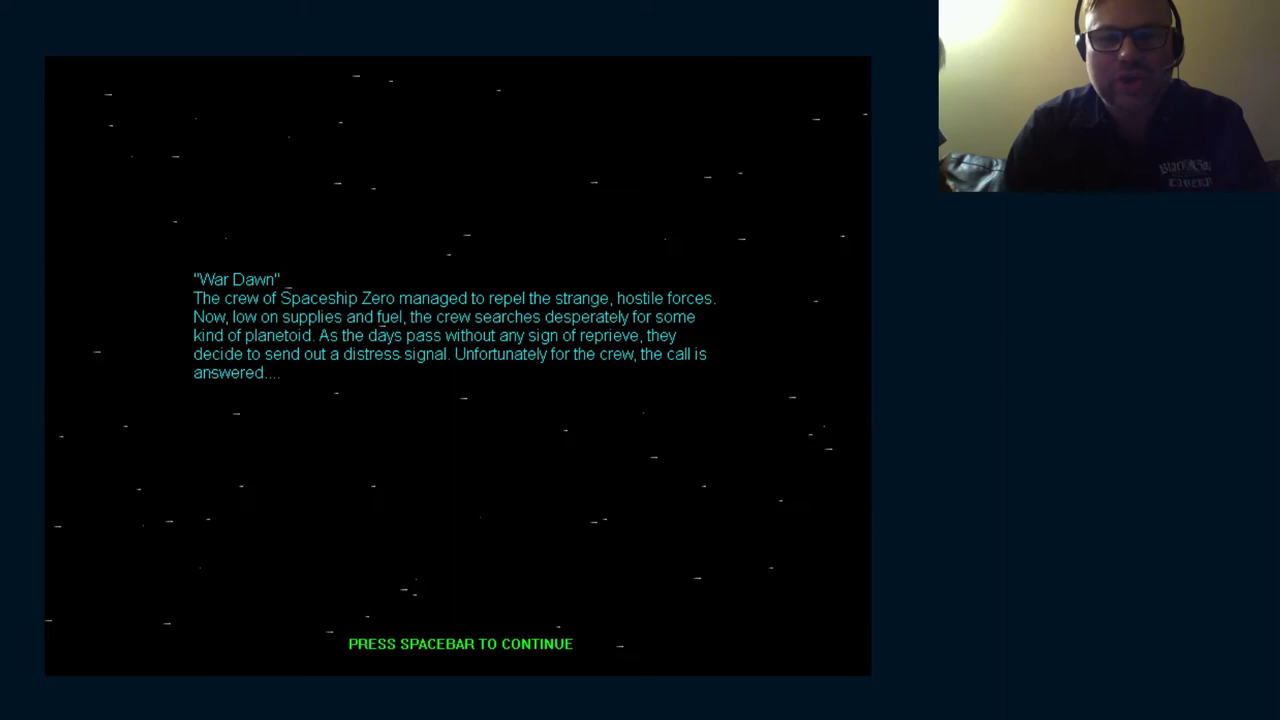 "War Dawn"
The crew of Spaceship Zero managed to repel the strange, hostile forces.
Now, low on supplies and fuel, the crew searches desperately for some
kind of planetoid. As the days pass without any sign of reprieve, they
decide to send out a distress signal. Unfortunately for the crew, the call is
answered....
PRESS SPACEBAR TO CONTINUE
TAVERN